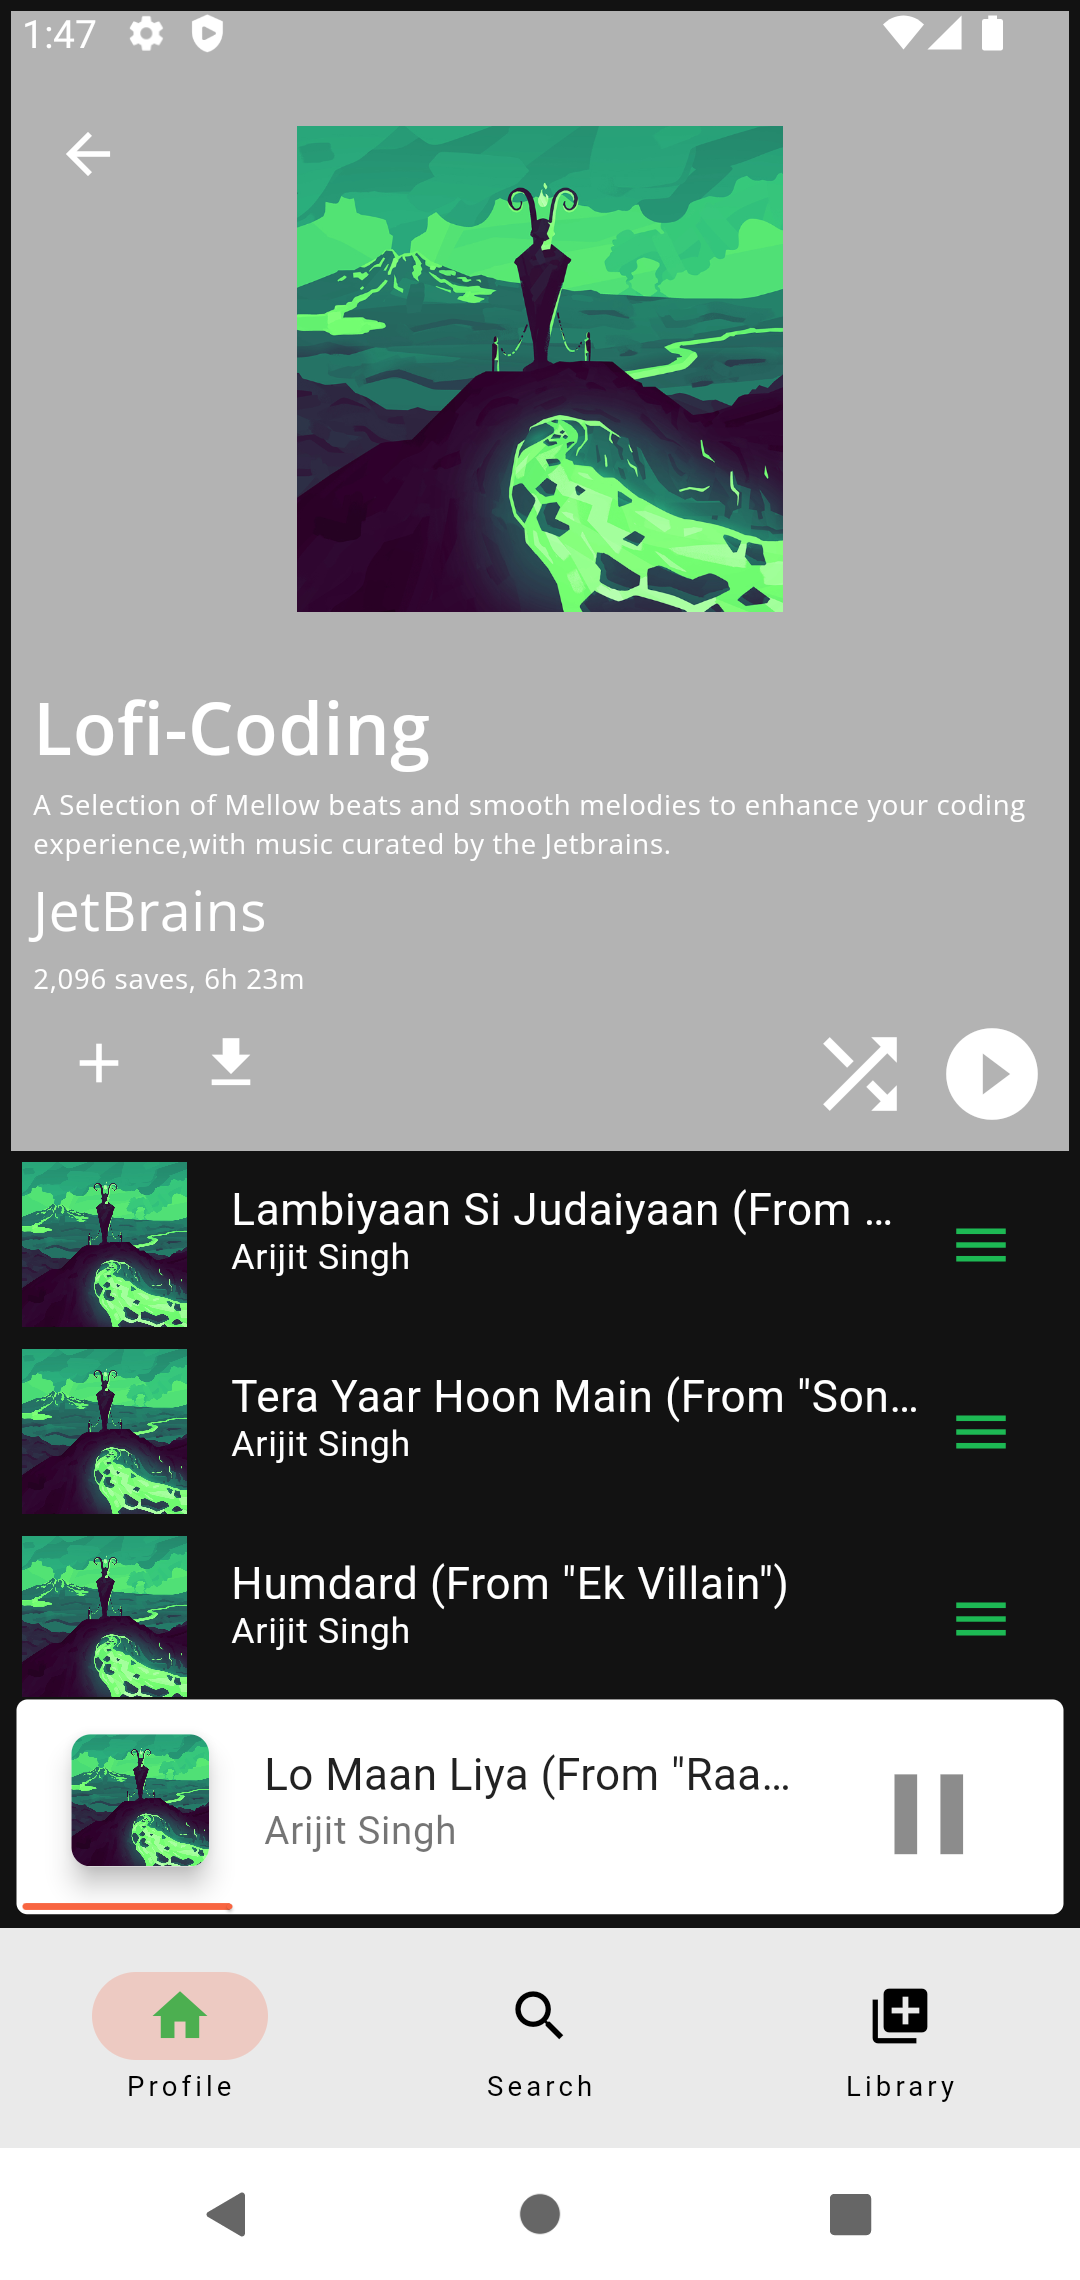 1:47
Lofi-Coding
A Selection of Mellow beats and smooth melodies to enhance your coding
experience,with music curated by the Jetbrains.
JetBrains
2,096 saves, 6h 23m
Lambiyaan Si Judaiyaan (From ...
Arijit Singh
Tera Yaar Hoon Main (From "Son...
Arijit Singh
Humdard (From "Ek Villain")
Arijit Singh
Lo Maan Liya (From "Raa...
Arijit Singh
Profile
Search
Library